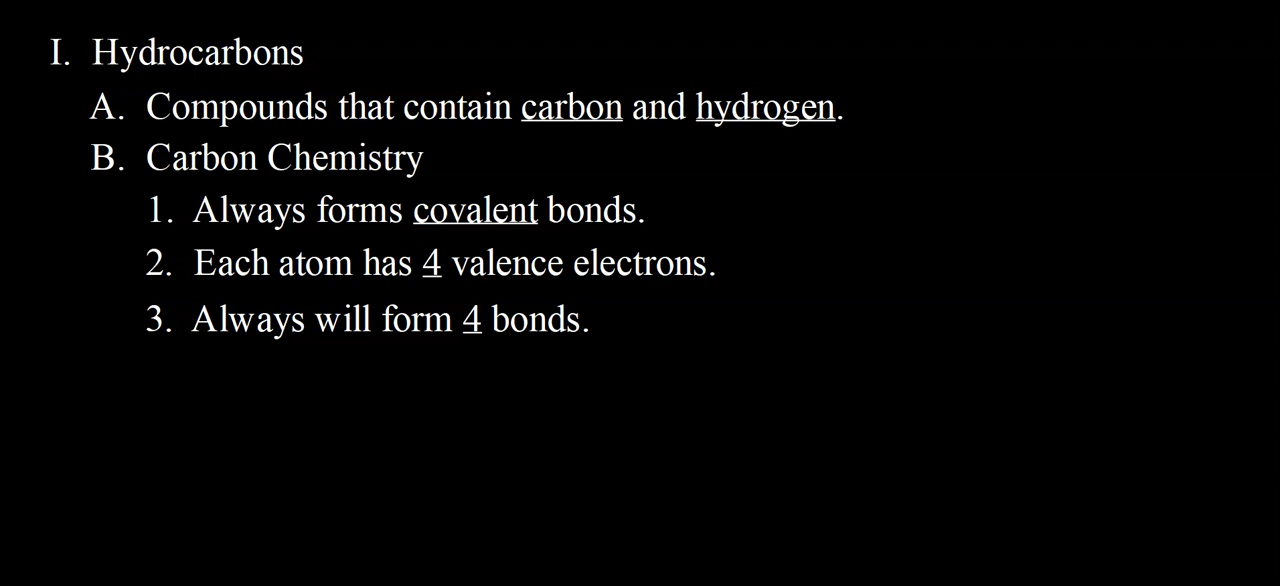 I. Hydrocarbons
A. Compounds that contain carbon and hydrogen.
B. Carbon Chemistry
1. Always forms covalent bonds.
2. Each atom has 4 valence electrons.
3. Always will form 4 bonds.